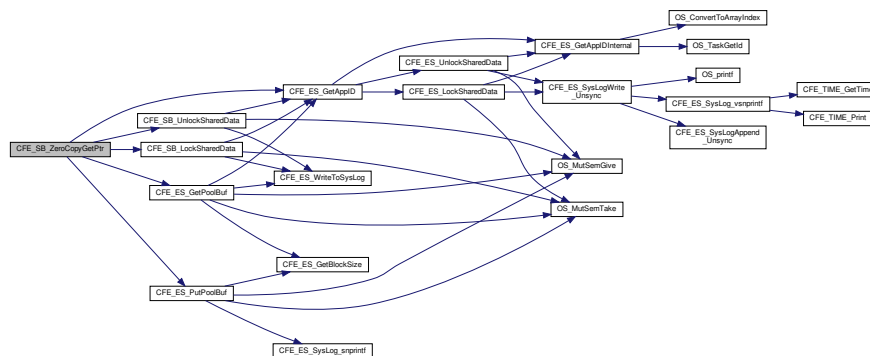 OS_ConvertToArrayIndex
CFE_ES_GetAppIDInternal
OS_TaskGetId
CFE_ES_UnlockSharedData
OS_printf
CFE_ES_GetAppID
CFE_ES_LockSharedData
CFE_ES_SysLogWrite
_Unsync
CFE_TIME_GetTime
CFE_ES_SysLog_vsnprintf
CFE_SB_UnlockSharedData
CFE_TIME_Print
CFE_ES_SysLogAppend
_Unsync
CFE_SB_ZeroCopyGetPtr
CFE_SB_LockSharedData
OS_MutSemGive
CFE_ES_WriteToSysLog
CFE_ES_GetPoolBuf
OS_MutSemTake
CFE_ES_GetBlockSize
CFE_ES_PutPoolBuf
CFE_ES_SysLog_snprintf